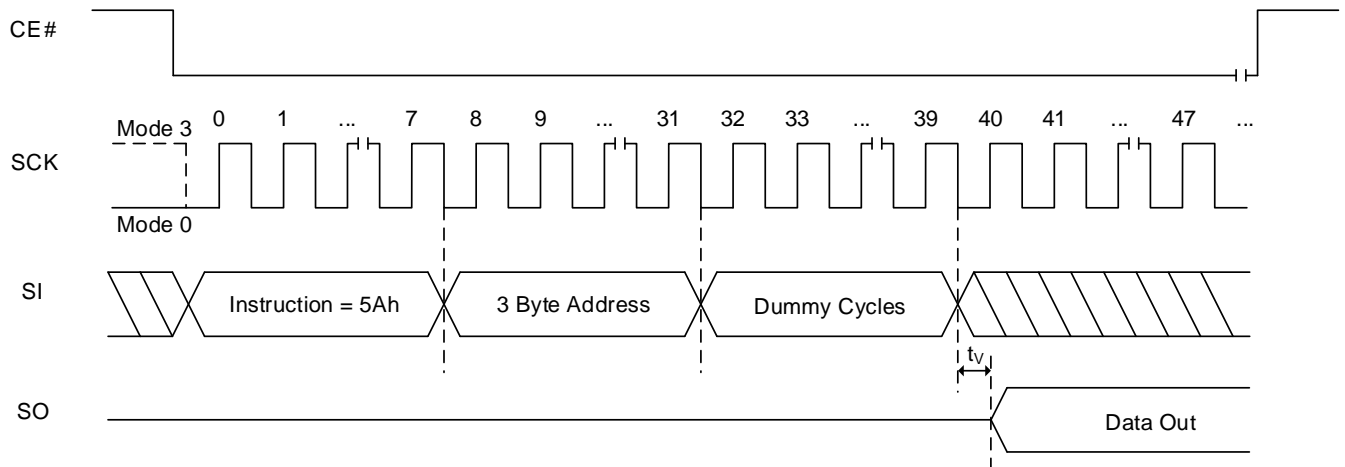 CE#
Mode 3
0 1 ... 7 8 9 ... 31 32 33 ... 39 40 41 ... 47 ...
SCK
Mode 0
SI
Instruction = 5Ah
3 Byte Address
Dummy Cycles
tV
SO
Data Out